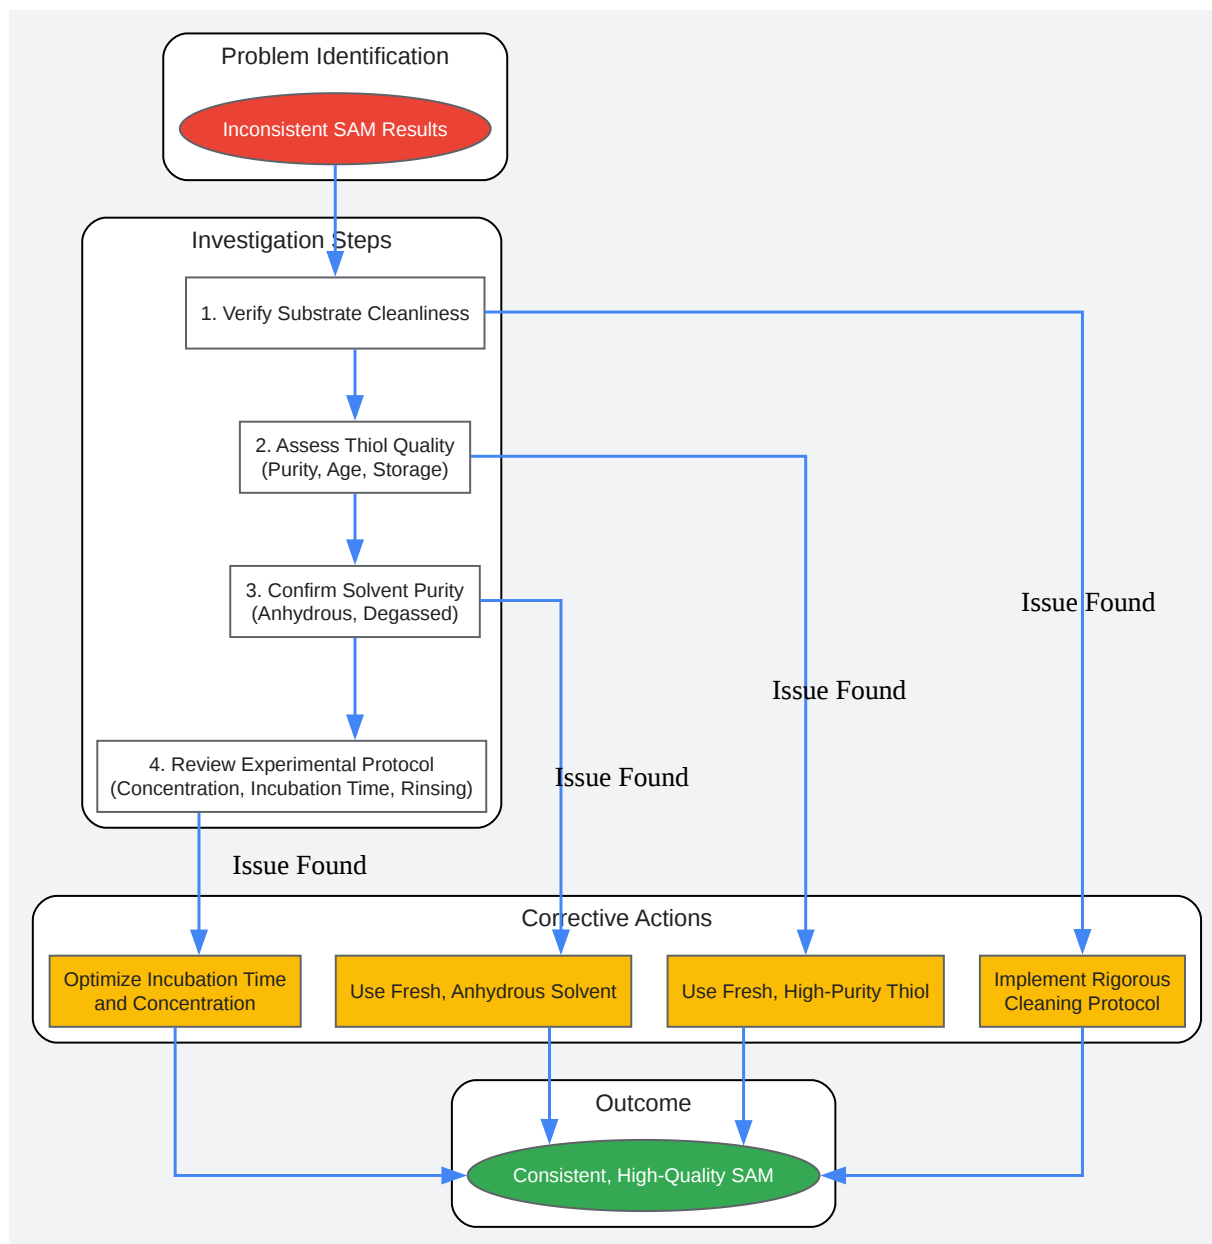 Problem Identification
Inconsistent SAM Results
Investigation Steps
1. Verify Substrate Cleanliness
2. Assess Thiol Quality
(Purity, Age, Storage)
3. Confirm Solvent Purity
(Anhydrous, Degassed)
Issue Found
Issue Found
4. Review Experimental Protocol
(Concentration, Incubation Time, Rinsing)
Issue Found
Issue Found
Corrective Actions
Optimize Incubation Time
and Concentration
Use Fresh, Anhydrous Solvent
Use Fresh, High-Purity Thiol
Implement Rigorous
Cleaning Protocol
Outcome
Consistent, High-Quality SAM